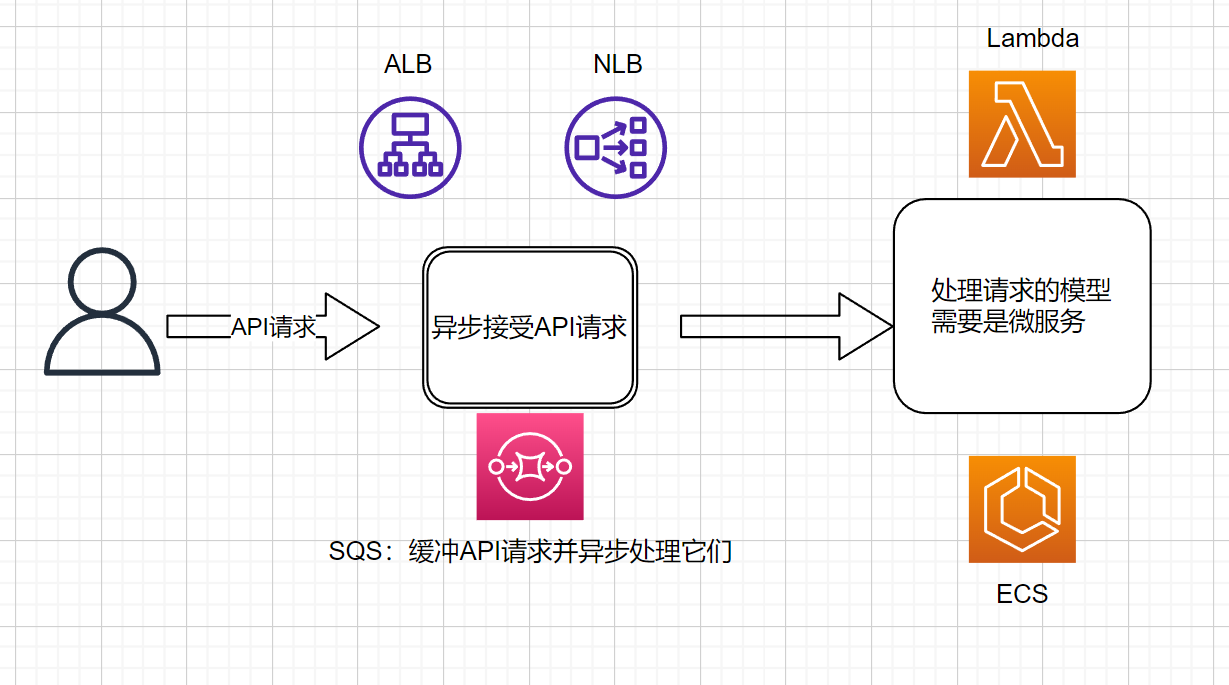 ALB
NLB
Lambda
API请求
异步接受API请求
处理请求的模型
需要是微服务
SQS：缓冲API请求并异步处理它们
ECS